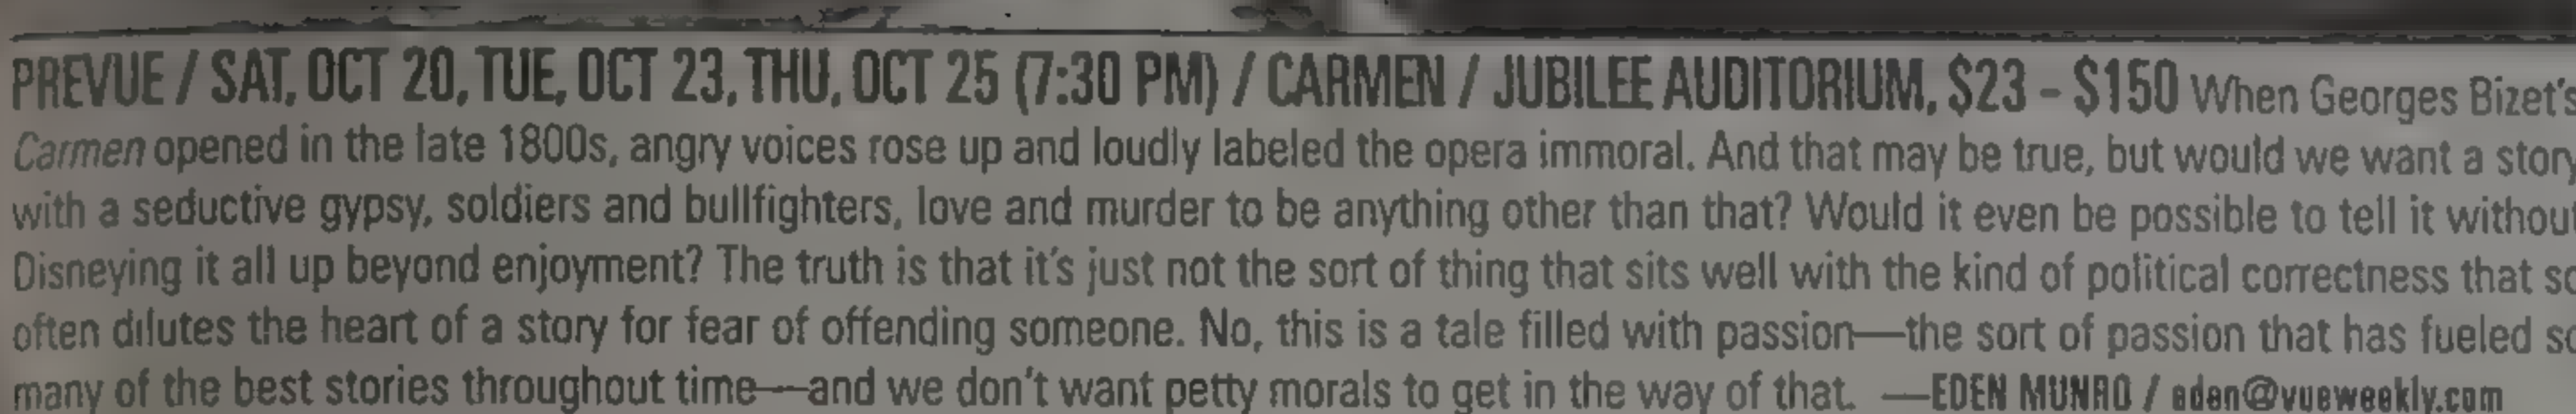 PREVUE / SAT, OCT 20, TUE, OCT 23, THU, OCT 25 (7:30 PM) / CARMEN / JUBILEE AUDITORIUM, $23 - $150 When Georges Bizet's
Carmen opened in the late 1800s, angry voices rose up and loudly labeled the opera immoral. And that may be true, but would we want a story
with a seductive gypsy, soldiers and bullfighters, love and murder to be anything other than that? Would it even be possible to tell it without
Disneying it all up beyond enjoyment? The truth is that it's just not the sort of thing that sits well with the kind of political correctness that so
often dilutes the heart of a story for fear of offending someone. No, this is a tale filled with passion—the sort of passion that has fueled so
many of the best stories throughout time—and we don't want petty morals to get in the way of that. —EDEN MUNRO / eden@vueweekly.com